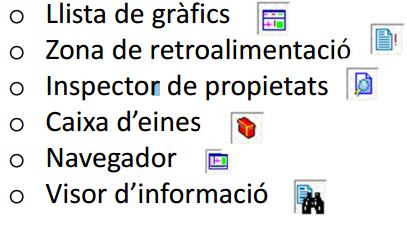 o Llista de gràfics
o Zona de retroalimentació
o Inspector de propietats
o Caixa d’eines
o Navegador
o Visor d’informació